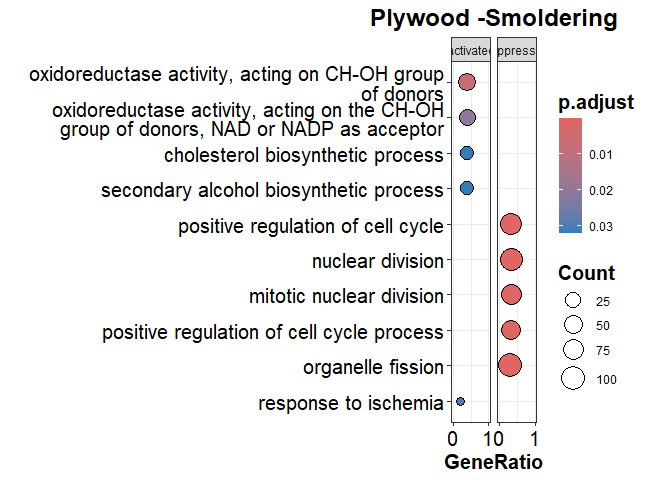 Plywood -Smoldering
activated
ppress
oxidoreductase activity, acting on CH-OH group
of donors
oxidoreductase activity, acting on the CH-OH
group of donors, NAD or NADP as acceptor
cholesterol biosynthetic process
secondary alcohol biosynthetic process
positive regulation of cell cycle
nuclear division
mitotic nuclear division
positive regulation of cell cycle process
organelle fission
response to ischemia
0 1 0 1
GeneRatio
p.adjust
0.01
0.02
0.03
Count
25
50
75
100